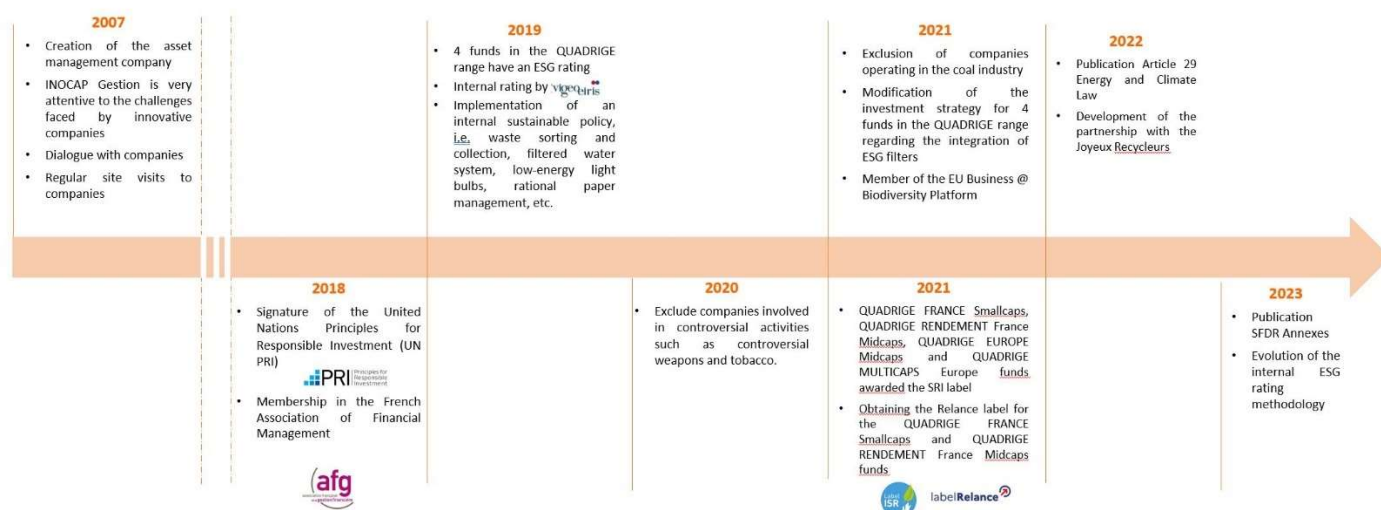 2007
• Creation of the asset
management company
• INOCAP Gestion is very
attentive to the challenges
faced by innovative
companies
• Dialogue with companies
• Regular site visits to
companies
2019
• 4 funds in the QUADRIGE
range have an ESG rating
• Internal rating by vigeo eiris
• Implementation of an
internal sustainable policy,
i.e. waste sorting and
collection, filtered water
system, low-energy light
bulbs, rational paper
management, etc.
2021
• Exclusion of companies
operating in the coal industry
• Modification of the
investment strategy for 4
funds in the QUADRIGE range
regarding the integration of
ESG filters
• Member of the EU Business @
Biodiversity Platform
2022
• Publication Article 29
Energy and Climate
Law
• Development of the
partnership with the
Joyeux Recycleurs
2018
• Signature of the United
Nations Principles for
Responsible Investment (UN
PRI)
PRI Principles for
Responsible
Investment
• Membership in the French
Association of Financial
Management
afg
2020
• Exclude companies involved
in controversial activities
such as controversial
weapons and tobacco.
2021
• QUADRIGE FRANCE Smallcaps,
QUADRIGE RENDEMENT France
Midcaps, QUADRIGE EUROPE
Midcaps and QUADRIGE
MULTICAPS Europe funds
awarded the SRI label
• Obtaining the Relance label for
the QUADRIGE FRANCE
Smallcaps and QUADRIGE
RENDEMENT France Midcaps
funds
Label
ISR
labelRelance
2023
• Publication
SFDR Annexes
• Evolution of the
internal ESG
rating
methodology